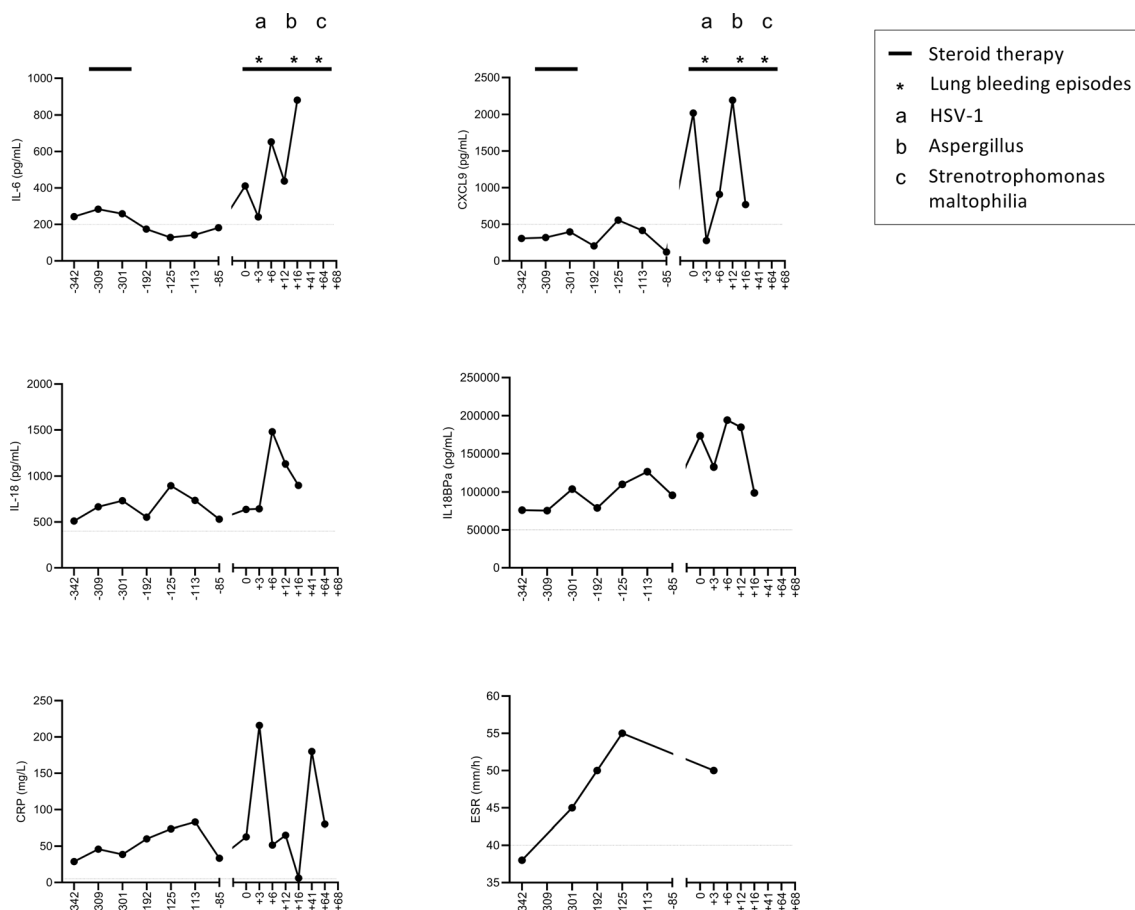 a b c
* * *
1000
800
600
400
200
0
IL-6 (pg/mL)
-342 -309 -301 -192 -125 -113 -85 0 +3 +6 +12 +16 +41 +64 +68
a b c
* * *
2500
2000
1500
1000
500
0
CXCL9 (pg/mL)
-342 -309 -301 -192 -125 -113 -85 0 +3 +6 +12 +16 +41 +64 +68
Steroid therapy
* Lung bleeding episodes
a HSV-1
b Aspergillus
c Strenotrophomonas
maltophilia
2000
1500
1000
500
0
IL-18 (pg/mL)
-342 -309 -301 -192 -125 -113 -85 0 +3 +6 +12 +16 +41 +64 +68
250000
200000
150000
100000
50000
0
IL18BPa (pg/mL)
-342 -309 -301 -192 -125 -113 -85 0 +3 +6 +12 +16 +41 +64 +68
250
200
150
100
50
0
CRP (mg/L)
342 309 301 192 125 113 -85 0 +3 +6 +12 +16 +41 +64 +68
60
55
50
45
40
35
ESR (mm/h)
342 309 301 192 125 113 -85 0 +3 +6 +12 +16 +41 +64 +68